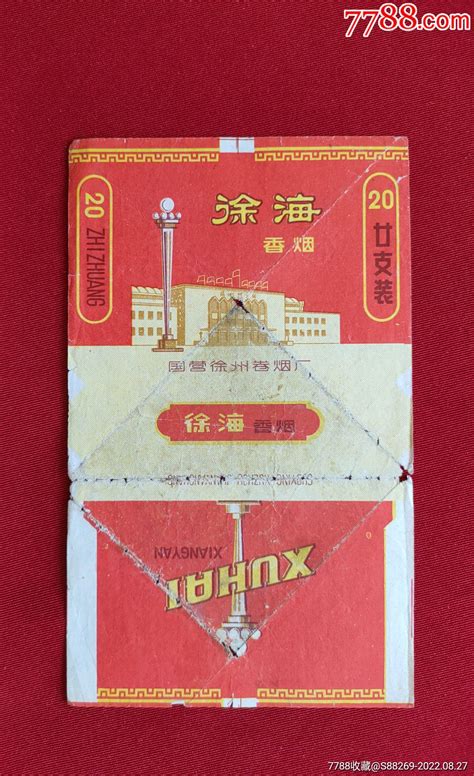 7788.com
20
ZHIZHUANG
徐海
香烟
20
廿支装
国营徐州卷烟厂
徐海 香烟
XIANGYAN
XUHAI
7788收藏@S88269-2022.08.27